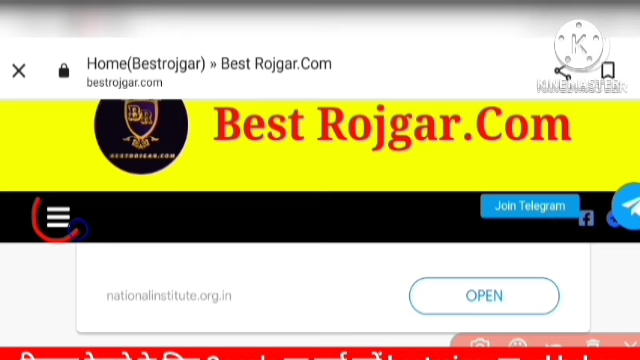 Home(Bestrojgar) » Best Rojgar.Com
bestrojgar.com
KINEMASTER
BR
BESTROJGAR.COM
Best Rojgar.Com
Join Telegram
nationalinstitute.org.in
OPEN